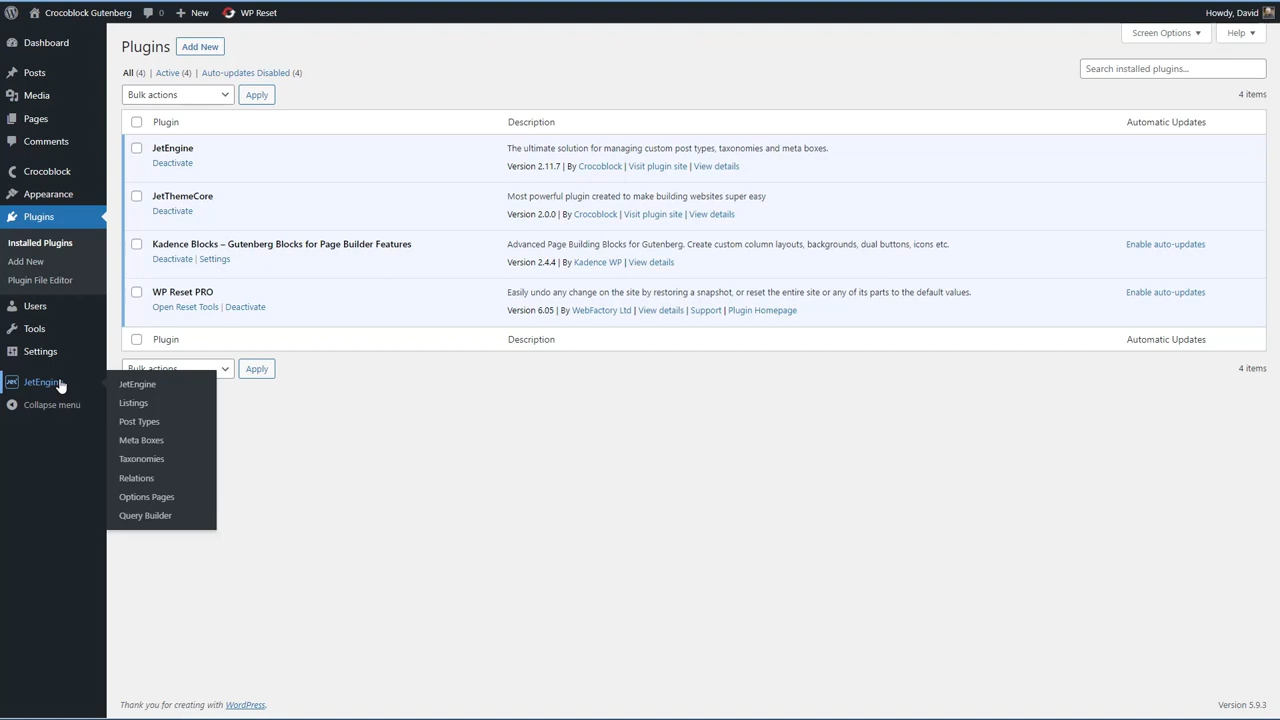 Crocoblock Gutenberg 0 New WP Reset Howdy, David
Dashboard
Posts
Media
Pages
Comments
Crocoblock
Appearance
Plugins
Installed Plugins
Add New
Plugin File Editor
Users
Tools
Settings
JetEngine
Collapse menu
JetEngine
Listings
Post Types
Meta Boxes
Taxonomies
Relations
Options Pages
Query Builder
Screen Options Help
Plugins Add New
All (4) | Active (4) | Auto-updates Disabled (4)
Search installed plugins...
Bulk actions Apply 4 items
Plugin Description Automatic Updates
JetEngine The ultimate solution for managing custom post types, taxonomies and meta boxes.
Deactivate Version 2.11.7 | By Crocoblock | Visit plugin site | View details
JetThemeCore Most powerful plugin created to make building websites super easy
Deactivate Version 2.0.0 | By Crocoblock | Visit plugin site | View details
Kadence Blocks – Gutenberg Blocks for Page Builder Features Advanced Page Building Blocks for Gutenberg. Create custom column layouts, backgrounds, dual buttons, icons etc. Enable auto-updates
Deactivate | Settings Version 2.4.4 | By Kadence WP | View details
WP Reset PRO Easily undo any change on the site by restoring a snapshot, or reset the entire site or any of its parts to the default values. Enable auto-updates
Open Reset Tools | Deactivate Version 6.05 | By WebFactory Ltd | View details | Support | Plugin Homepage
Plugin Description Automatic Updates
Bulk actions Apply 4 items
Thank you for creating with WordPress. Version 5.9.3